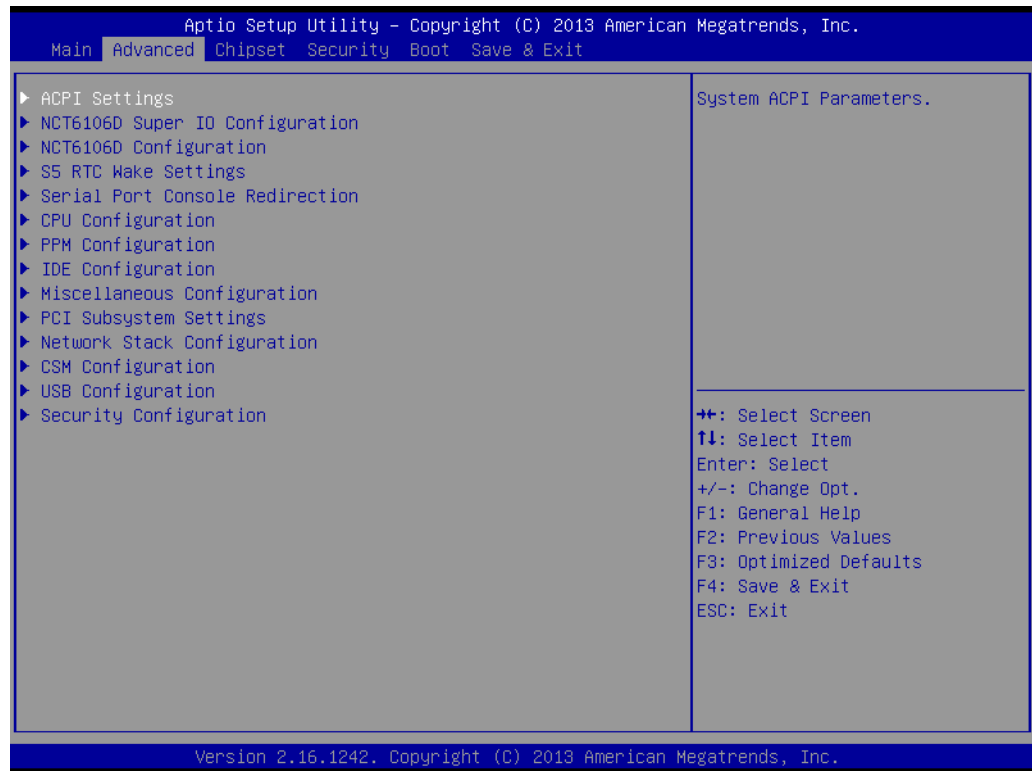 Aptio Setup Utility – Copyright (C) 2013 American Megatrends, Inc.
Main Advanced Chipset Security Boot Save & Exit
▶ ACPI Settings
▶ NCT6106D Super IO Configuration
▶ NCT6106D Configuration
▶ S5 RTC Wake Settings
▶ Serial Port Console Redirection
▶ CPU Configuration
▶ PPM Configuration
▶ IDE Configuration
▶ Miscellaneous Configuration
▶ PCI Subsystem Settings
▶ Network Stack Configuration
▶ CSM Configuration
▶ USB Configuration
▶ Security Configuration
System ACPI Parameters.
→←: Select Screen
↑↓: Select Item
Enter: Select
+/-: Change Opt.
F1: General Help
F2: Previous Values
F3: Optimized Defaults
F4: Save & Exit
ESC: Exit
Version 2.16.1242. Copyright (C) 2013 American Megatrends, Inc.